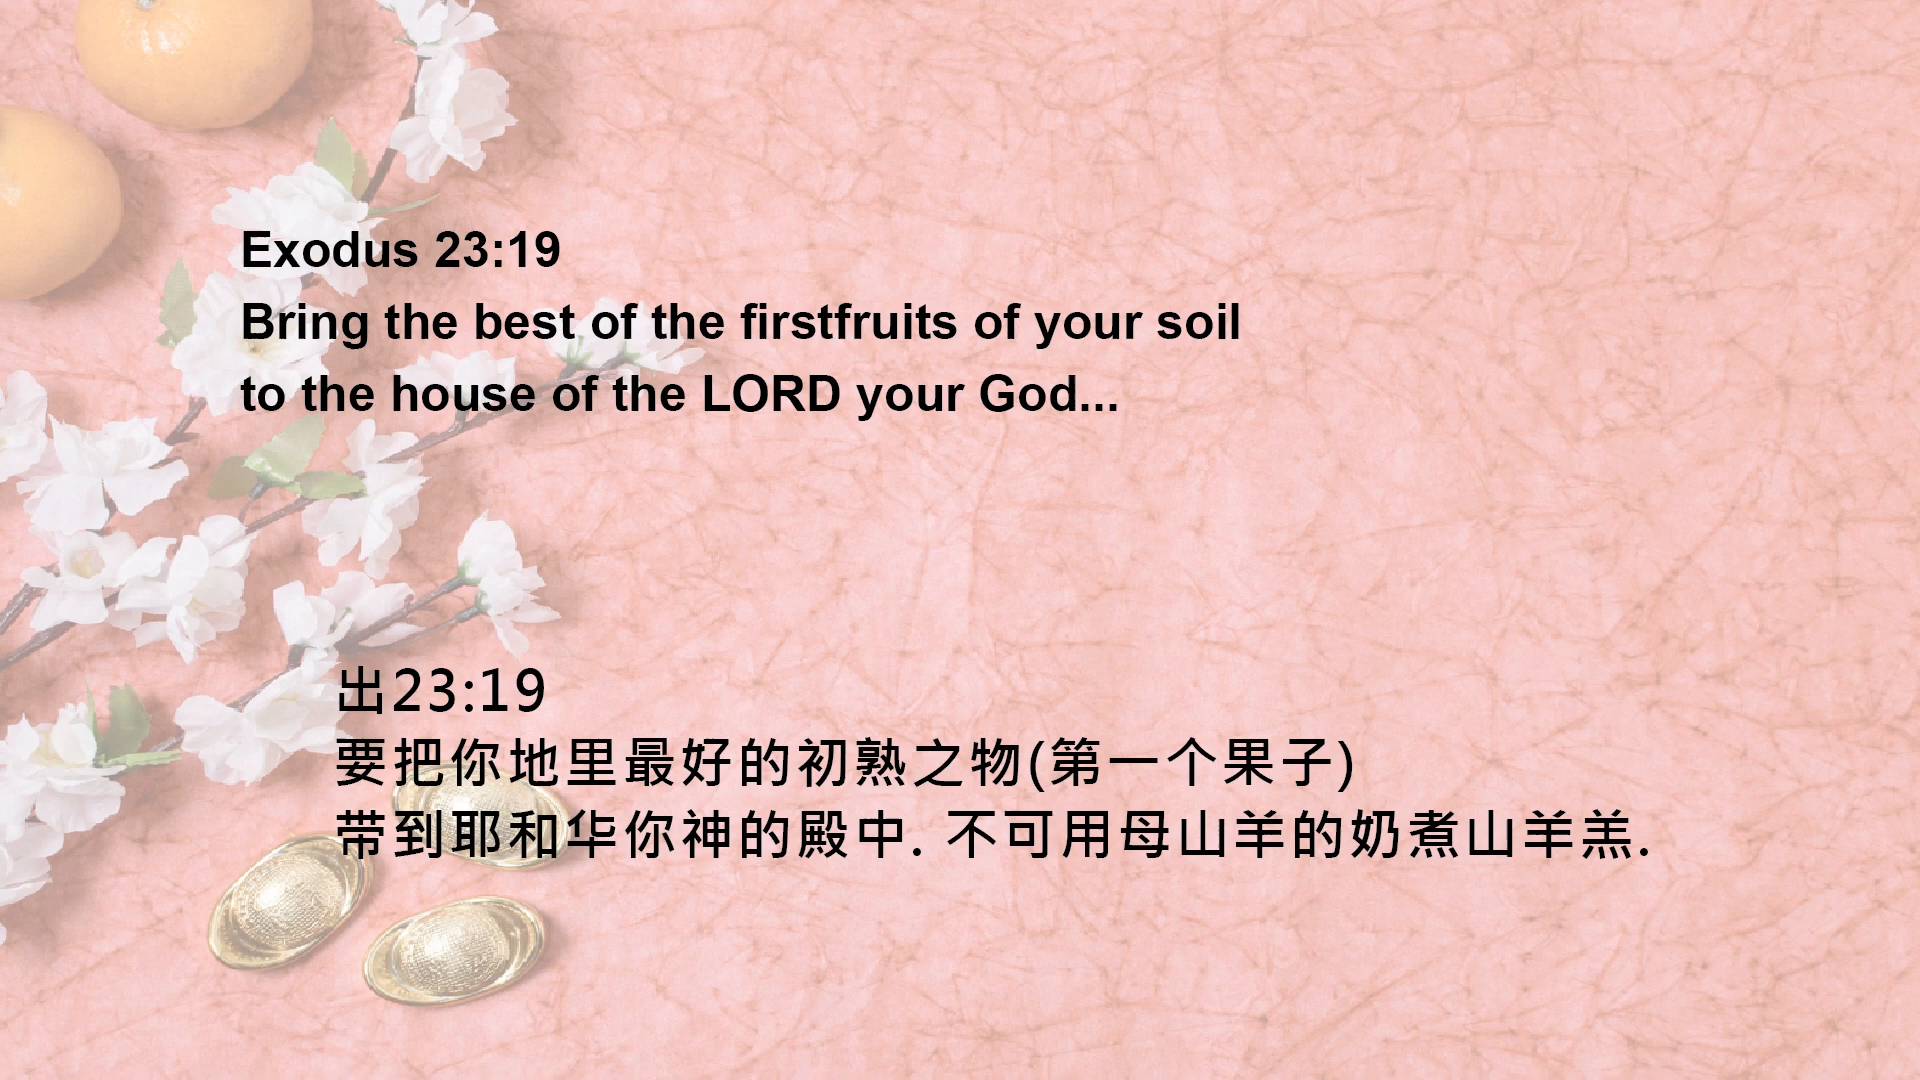 Exodus 23:19
Bring the best of the firstfruits of your soil
to the house of the LORD your God...
出23:19
要把你地里最好的初熟之物(第一个果子)
带到耶和华你神的殿中. 不可用母山羊的奶煮山羊羔.